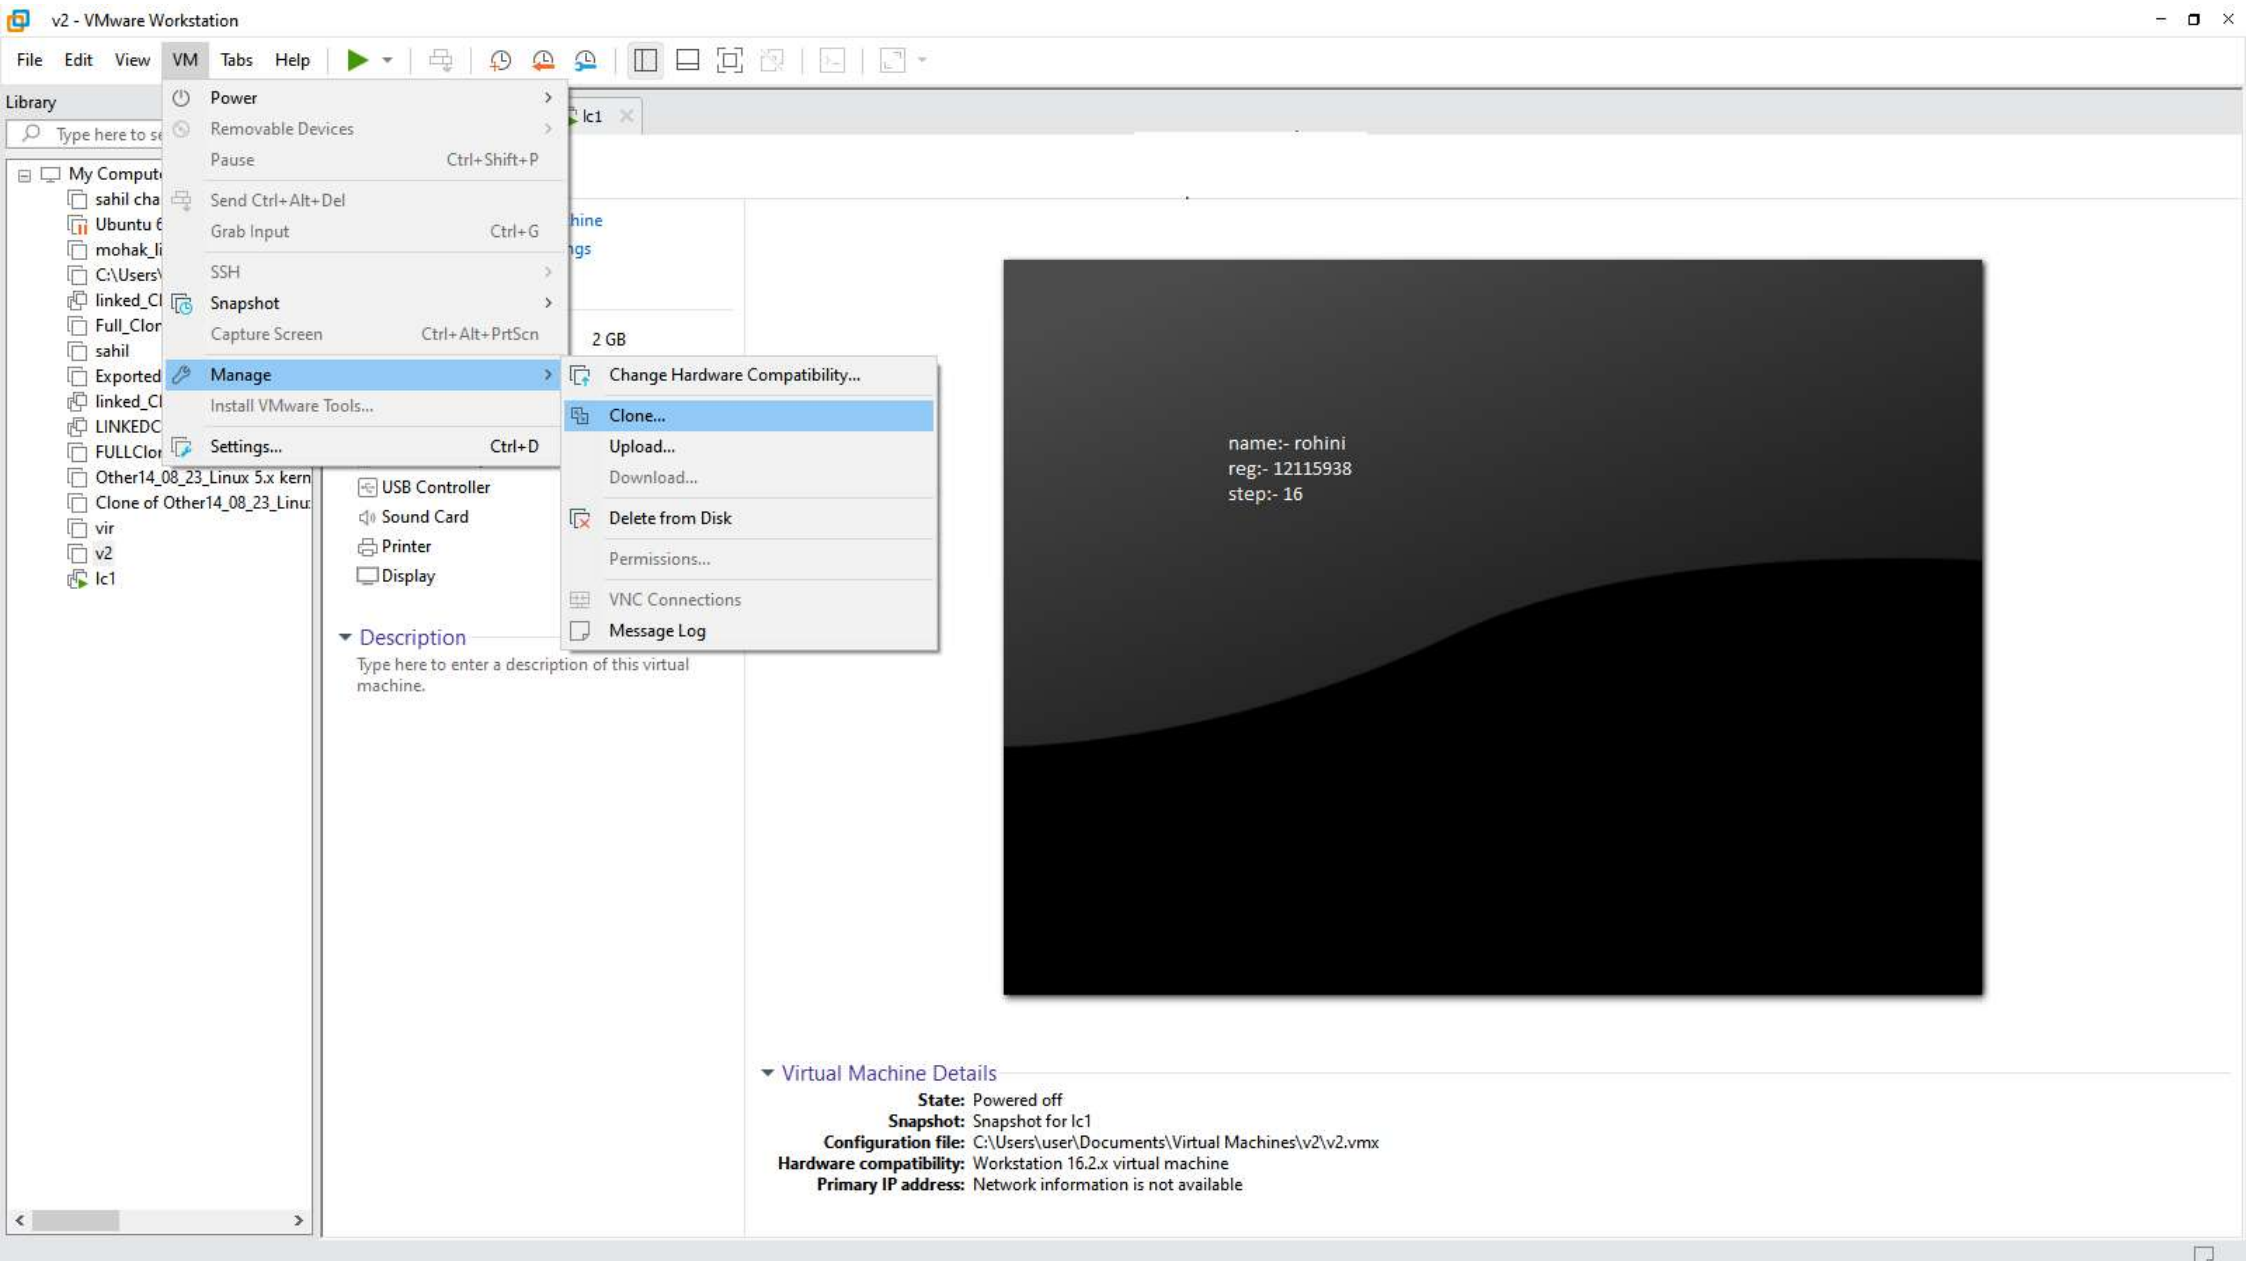 v2 - VMware Workstation
File Edit View VM Tabs Help
Library
Type here to se
lc1
My Compute
sahil cha
Ubuntu 6
mohak_li
C:\Users\
linked_Cl
Full_Clon
sahil
Exported
linked_Cl
LINKEDC
FULLClon
Other14_08_23_Linux 5.x kern
Clone of Other14_08_23_Linu
vir
v2
lc1
Power
Removable Devices
Pause Ctrl+Shift+P
Send Ctrl+Alt+Del
Grab Input Ctrl+G
SSH
Snapshot
Capture Screen Ctrl+Alt+PrtScn
Manage
Install VMware Tools...
Settings... Ctrl+D
hine
ngs
2 GB
Change Hardware Compatibility...
Clone...
Upload...
Download...
Delete from Disk
Permissions...
VNC Connections
Message Log
USB Controller
Sound Card
Printer
Display
Description
Type here to enter a description of this virtual
machine.
name:- rohini
reg:- 12115938
step:- 16
Virtual Machine Details
State: Powered off
Snapshot: Snapshot for lc1
Configuration file: C:\Users\user\Documents\Virtual Machines\v2\v2.vmx
Hardware compatibility: Workstation 16.2.x virtual machine
Primary IP address: Network information is not available